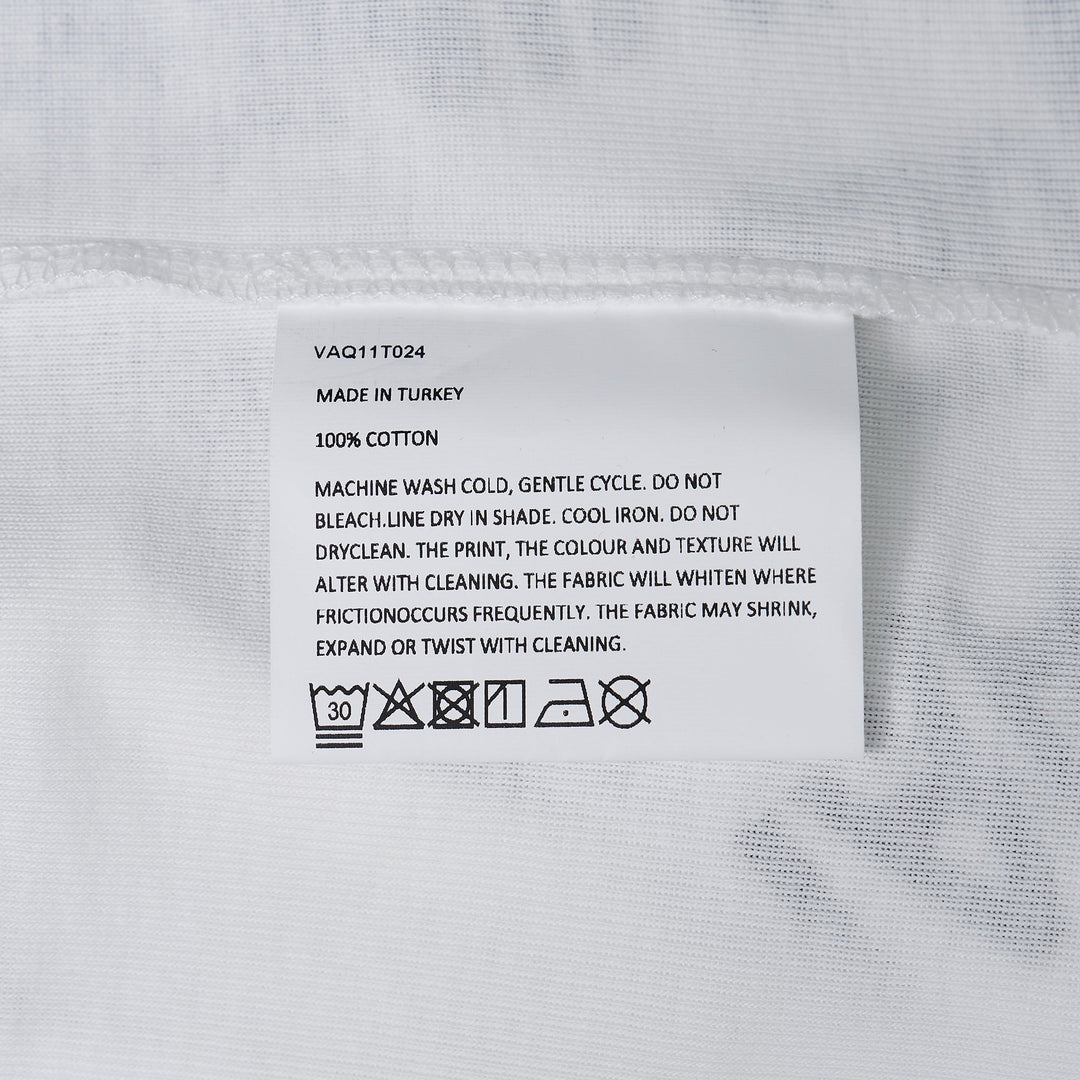 VAQ11T024
MADE IN TURKEY
100% COTTON
MACHINE WASH COLD, GENTLE CYCLE. DO NOT
BLEACH.LINE DRY IN SHADE. COOL IRON. DO NOT
DRYCLEAN. THE PRINT, THE COLOUR AND TEXTURE WILL
ALTER WITH CLEANING. THE FABRIC WILL WHITEN WHERE
FRICTIONOCCURS FREQUENTLY. THE FABRIC MAY SHRINK,
EXPAND OR TWIST WITH CLEANING.
30